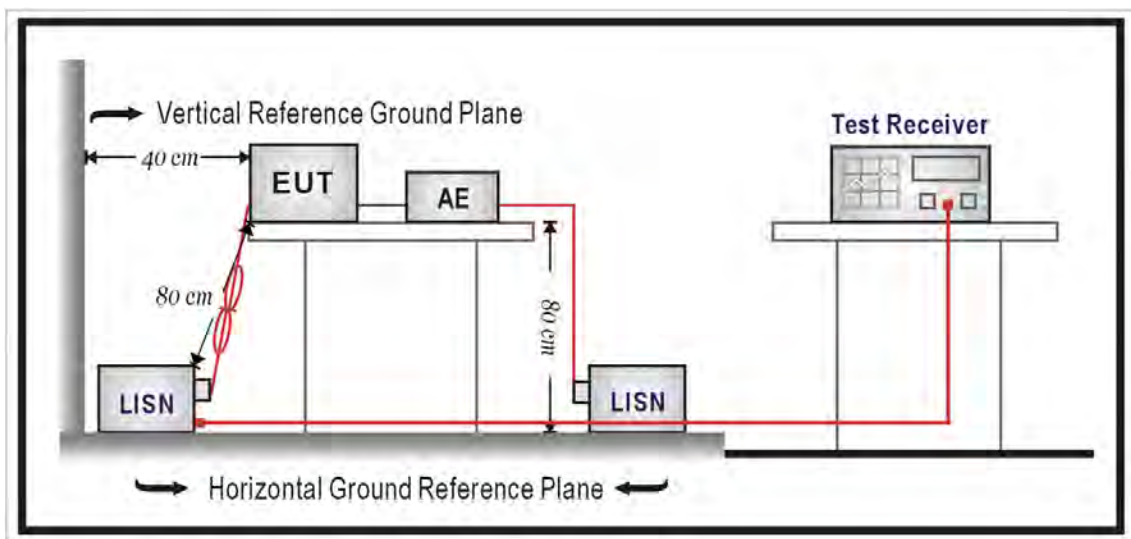 Vertical Reference Ground Plane
Test Receiver
40 cm
EUT
AE
80 cm
80 cm
LISN
LISN
Horizontal Ground Reference Plane